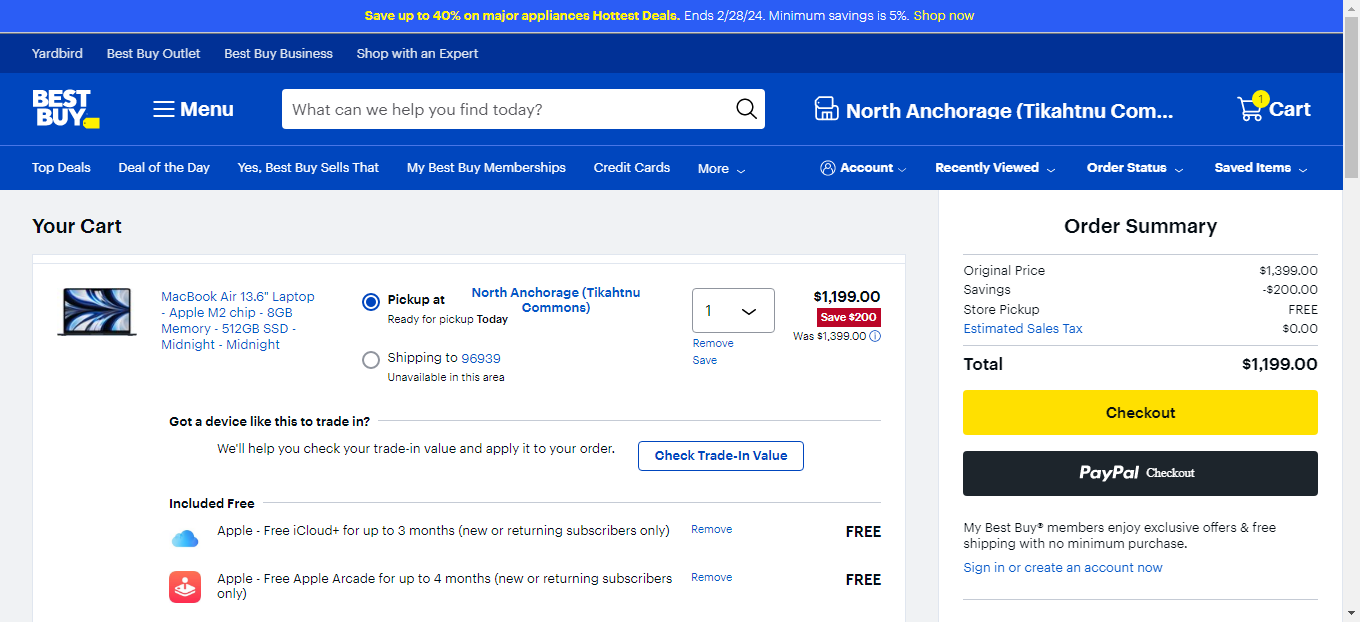 Save up to 40% on major appliances Hottest Deals. Ends 2/28/24. Minimum savings is 5%. Shop now
Yardbird Best Buy Outlet Best Buy Business Shop with an Expert
BEST BUY
Menu
What can we help you find today?
North Anchorage (Tikahtnu Com...
1
Cart
Top Deals Deal of the Day Yes, Best Buy Sells That My Best Buy Memberships Credit Cards More
Account Recently Viewed Order Status Saved Items
Your Cart
MacBook Air 13.6" Laptop
- Apple M2 chip - 8GB
Memory - 512GB SSD -
Midnight - Midnight
Pickup at
North Anchorage (Tikahtnu
Commons)
Ready for pickup Today
Shipping to 96939
Unavailable in this area
1
Remove
Save
$1,199.00
Save $200
Was $1,399.00
Got a device like this to trade in?
We'll help you check your trade-in value and apply it to your order.
Check Trade-In Value
Included Free
Apple - Free iCloud+ for up to 3 months (new or returning subscribers only) Remove FREE
Apple - Free Apple Arcade for up to 4 months (new or returning subscribers
only)
Remove FREE
Order Summary
Original Price $1,399.00
Savings -$200.00
Store Pickup FREE
Estimated Sales Tax $0.00
Total $1,199.00
Checkout
PayPal Checkout
My Best Buy® members enjoy exclusive offers & free
shipping with no minimum purchase.
Sign in or create an account now